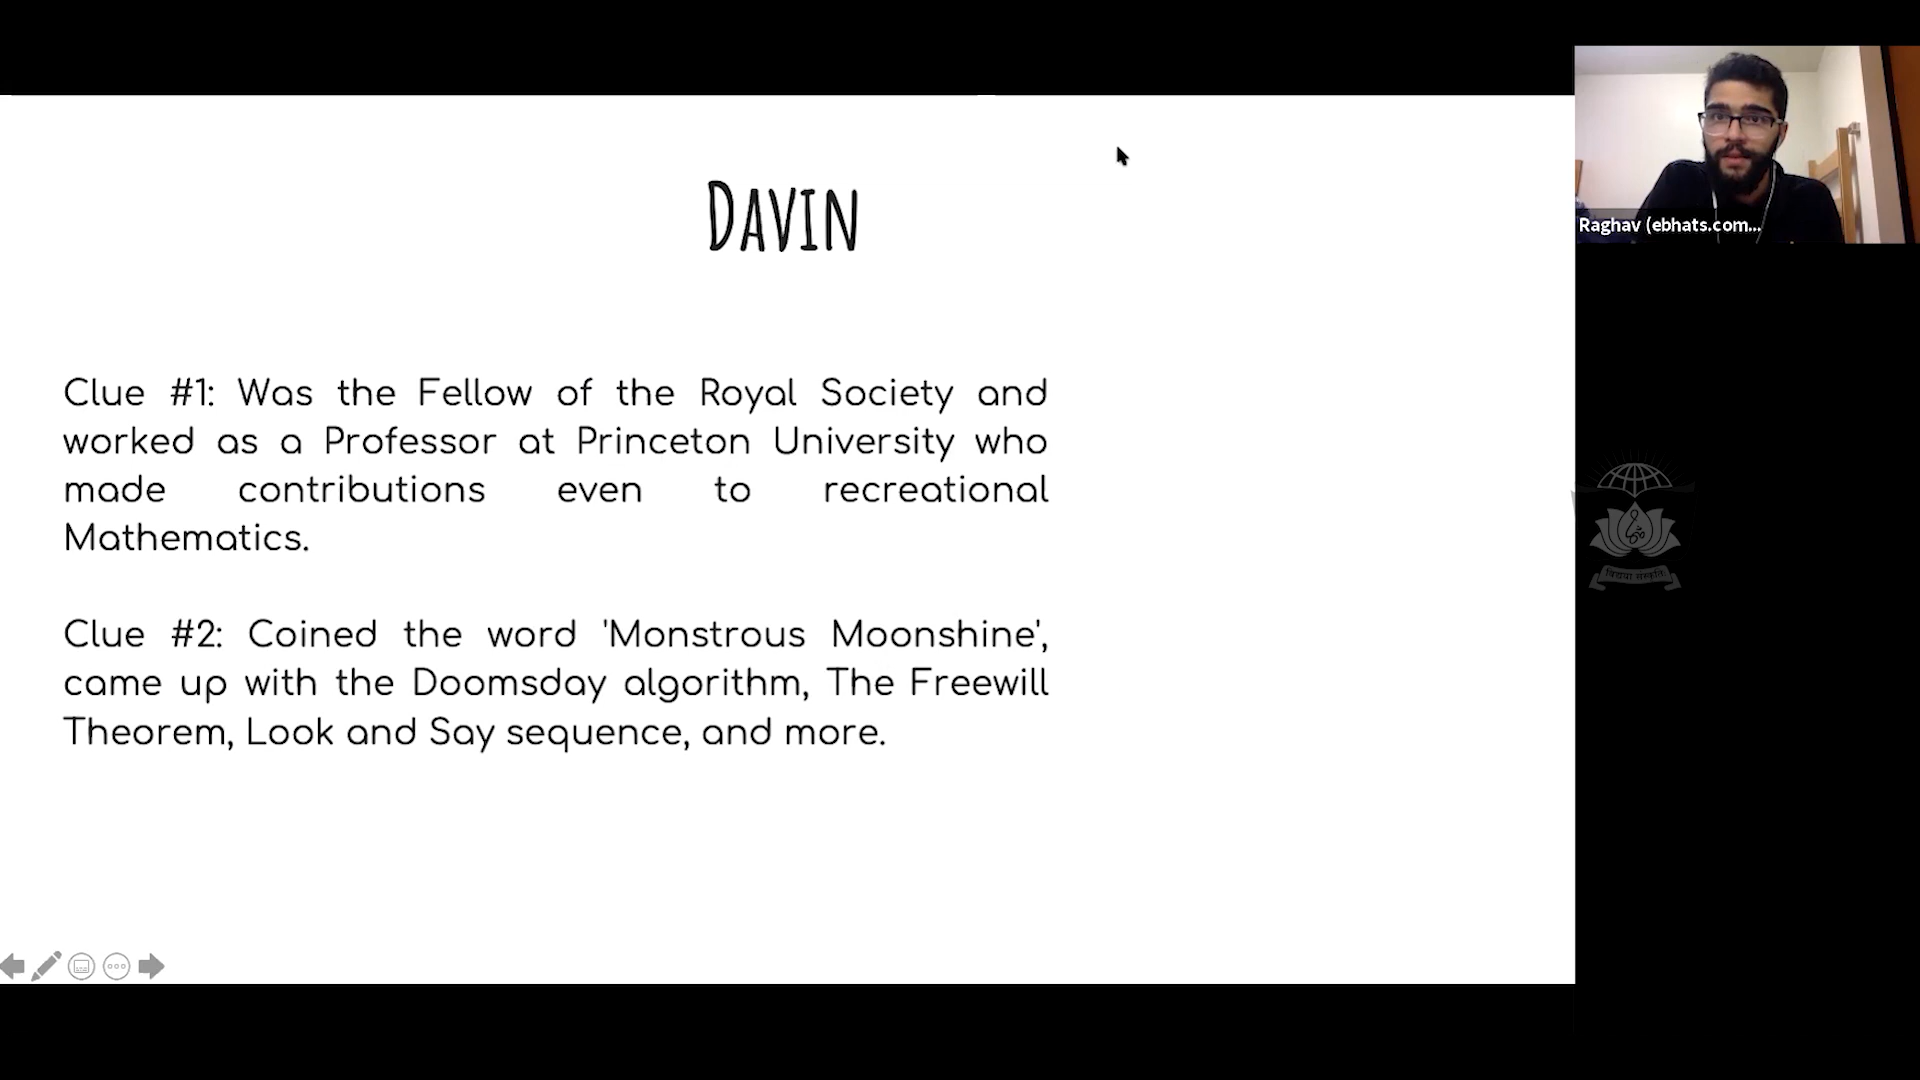 DAVIN
Clue #1: Was the Fellow of the Royal Society and
worked as a Professor at Princeton University who
made contributions even to recreational
Mathematics.
Clue #2: Coined the word 'Monstrous Moonshine',
came up with the Doomsday algorithm, The Freewill
Theorem, Look and Say sequence, and more.
Raghav (ebhats.com...
विद्यया संस्कृतिः